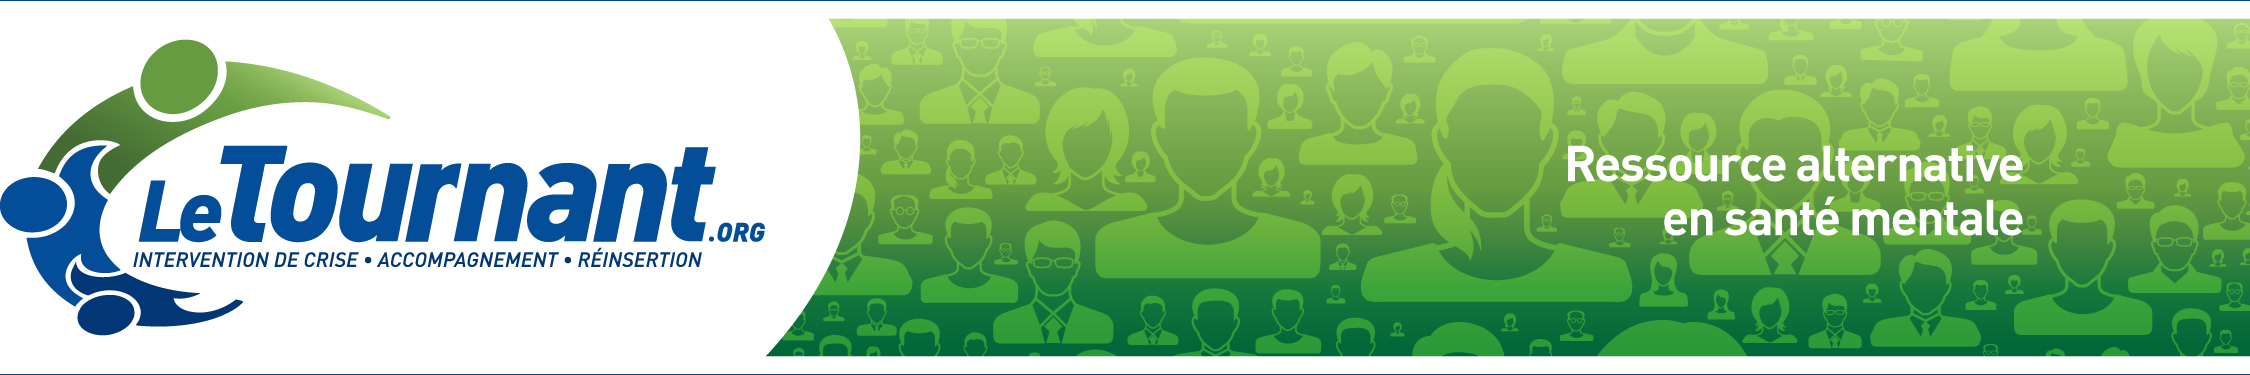 LeTournant.ORG
INTERVENTION DE CRISE • ACCOMPAGNEMENT • RÉINSERTION
Ressource alternative
en santé mentale